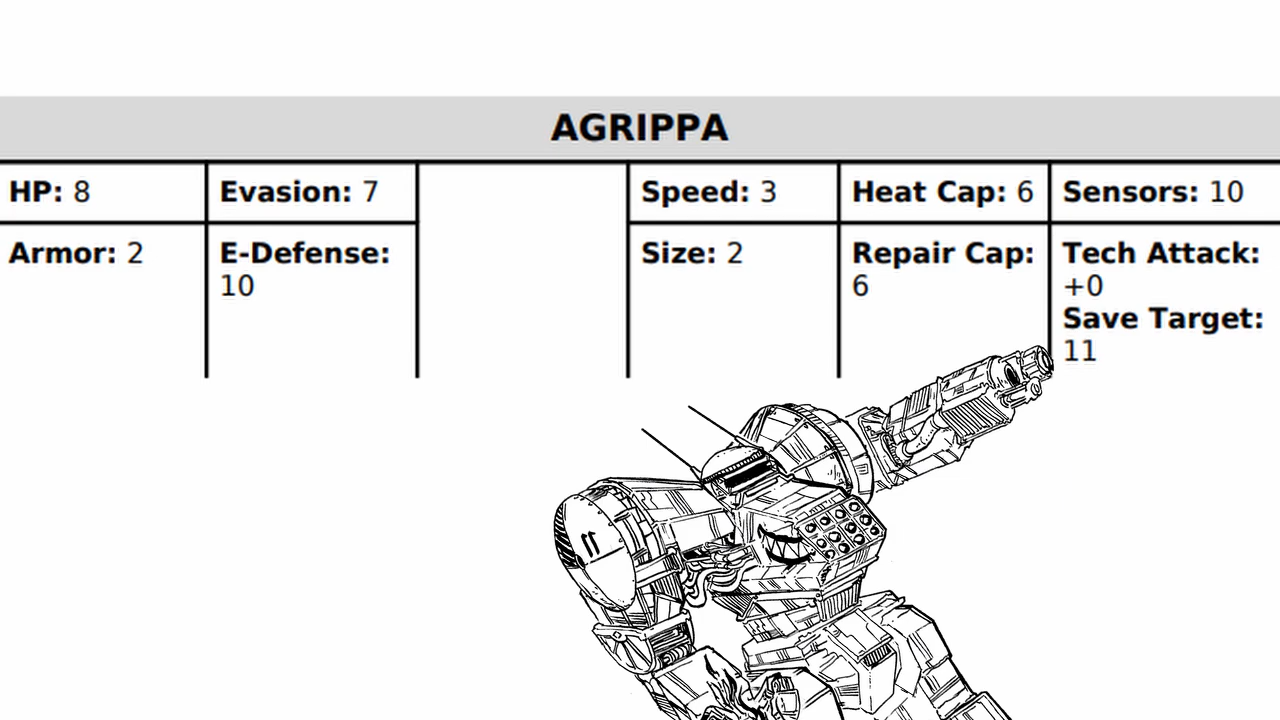 AGRIPPA
HP: 8
Evasion: 7
Speed: 3
Heat Cap: 6
Sensors: 10
Armor: 2
E-Defense:
10
Size: 2
Repair Cap:
6
Tech Attack:
+0
Save Target:
11